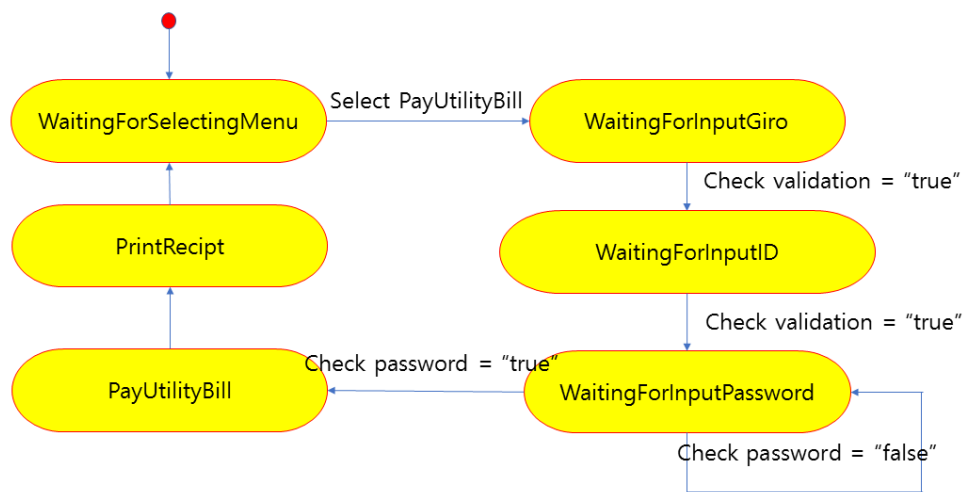 WaitingForSelectingMenu
Select PayUtilityBill
WaitingForInputGiro
Check validation = “true”
PrintRecipt
WaitingForInputID
Check validation = “true”
PayUtilityBill
Check password = “true”
WaitingForInputPassword
Check password = “false”